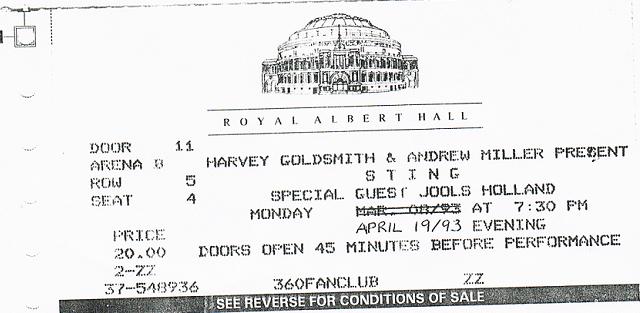 ROYAL ALBERT HALL
DOOR 11
ARENA B HARVEY GOLDSMITH & ANDREW MILLER PRESENT
ROW 5 STING
SEAT 4 SPECIAL GUEST JOOLS HOLLAND
MONDAY MAR. 08/93 AT 7:30 PM
APRIL 19/93 EVENING
PRICE
20.00 DOORS OPEN 45 MINUTES BEFORE PERFORMANCE
2-ZZ
37-548936 360FANCLUB ZZ
SEE REVERSE FOR CONDITIONS OF SALE